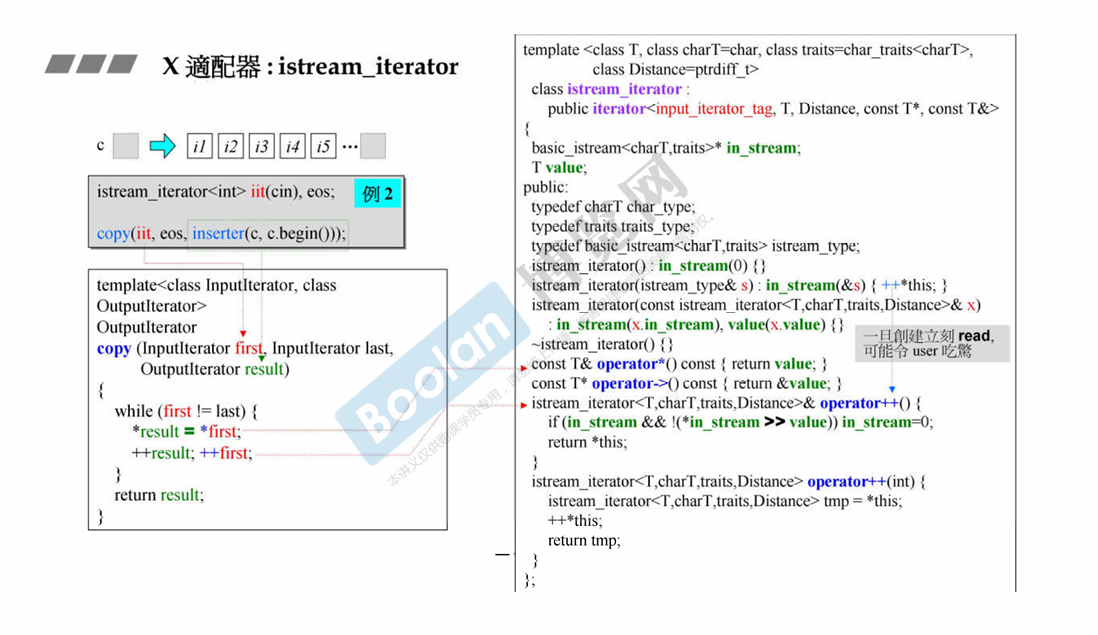 X 適配器 : istream_iterator
c i1 i2 i3 i4 i5 ...
istream_iterator<int> iit(cin), eos;
例 2
copy(iit, eos, inserter(c, c.begin()));
template<class InputIterator, class
OutputIterator>
OutputIterator
copy (InputIterator first, InputIterator last,
OutputIterator result)
{
while (first != last) {
*result = *first;
++result; ++first;
}
return result;
}
template <class T, class charT=char, class traits=char_traits<charT>,
class Distance=ptrdiff_t>
class istream_iterator :
public iterator<input_iterator_tag, T, Distance, const T*, const T&>
{
basic_istream<charT,traits>* in_stream;
T value;
public:
typedef charT char_type;
typedef traits traits_type;
typedef basic_istream<charT,traits> istream_type;
istream_iterator() : in_stream(0) {}
istream_iterator(istream_type& s) : in_stream(&s) { ++*this; }
istream_iterator(const istream_iterator<T,charT,traits,Distance>& x)
: in_stream(x.in_stream), value(x.value) {}
~istream_iterator() {}
一旦創建立刻 read,
可能令 user 吃驚
const T& operator*() const { return value; }
const T* operator->() const { return &value; }
istream_iterator<T,charT,traits,Distance>& operator++() {
if (in_stream && !(*in_stream >> value)) in_stream=0;
return *this;
}
istream_iterator<T,charT,traits,Distance> operator++(int) {
istream_iterator<T,charT,traits,Distance> tmp = *this;
++*this;
return tmp;
}
};
Boolan 博览网
本讲义仅供购课学员专用，